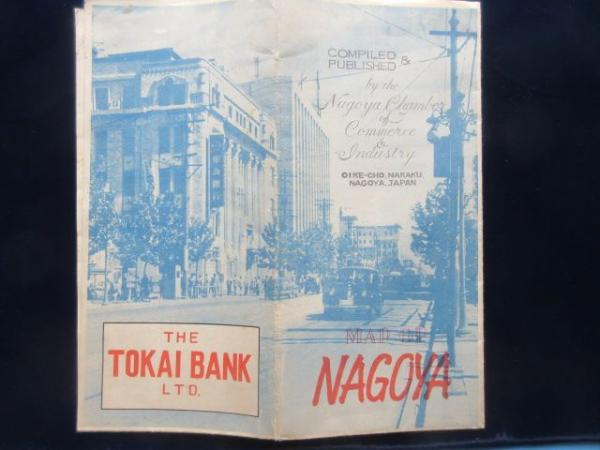 COMPILED &
PUBLISHED
by the
Nagoya Chamber
of
Commerce
&
Industry
OIKE-CHO, NAKAKU,
NAGOYA, JAPAN
MAP OF
NAGOYA
THE
TOKAI BANK
LTD.